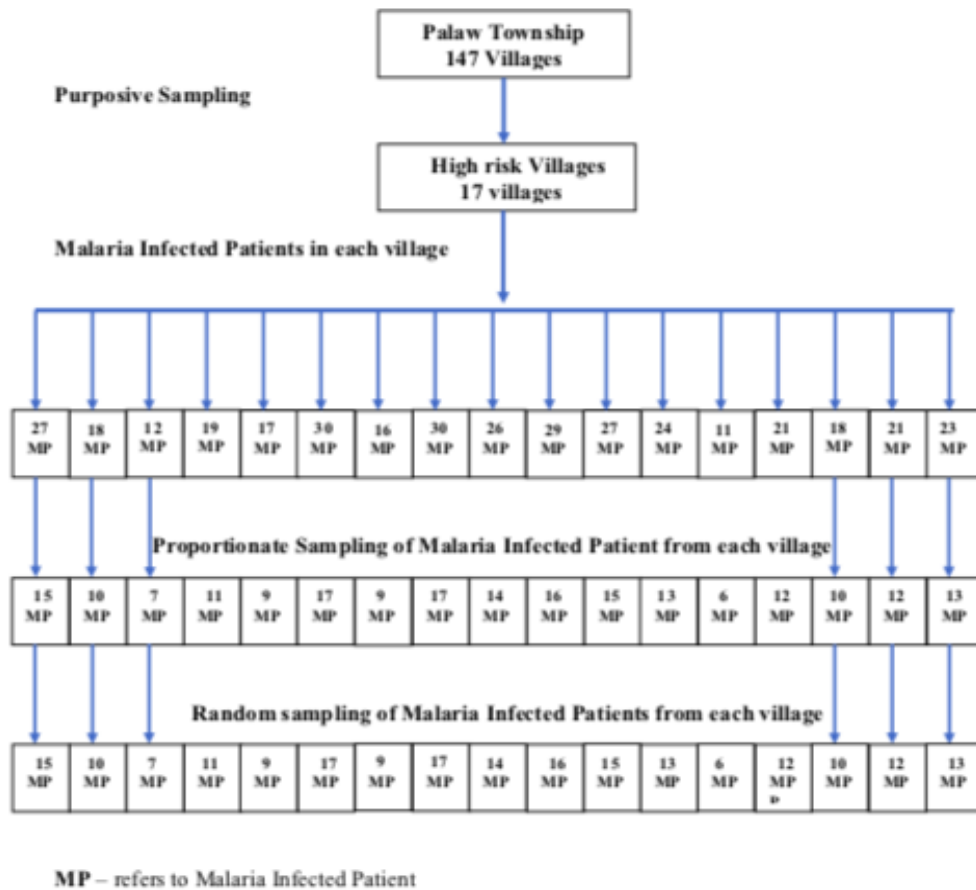 Palaw Township
147 Villages
Purposive Sampling
High risk Villages
17 villages
Malaria Infected Patients in each village
27 18 12 19 17 30 16 30 26 29 27 24 11 21 18 21 23
MP MP MP MP MP MP MP MP MP MP MP MP MP MP MP MP MP
Proportionate Sampling of Malaria Infected Patient from each village
15 10 7 11 9 17 9 17 14 16 15 13 6 12 10 12 13
MP MP MP MP MP MP MP MP MP MP MP MP MP MP MP MP MP
Random sampling of Malaria Infected Patients from each village
15 10 7 11 9 17 9 17 14 16 15 13 6 12 10 12 13
MP MP MP MP MP MP MP MP MP MP MP MP MP MP MP MP MP
MP – refers to Malaria Infected Patient